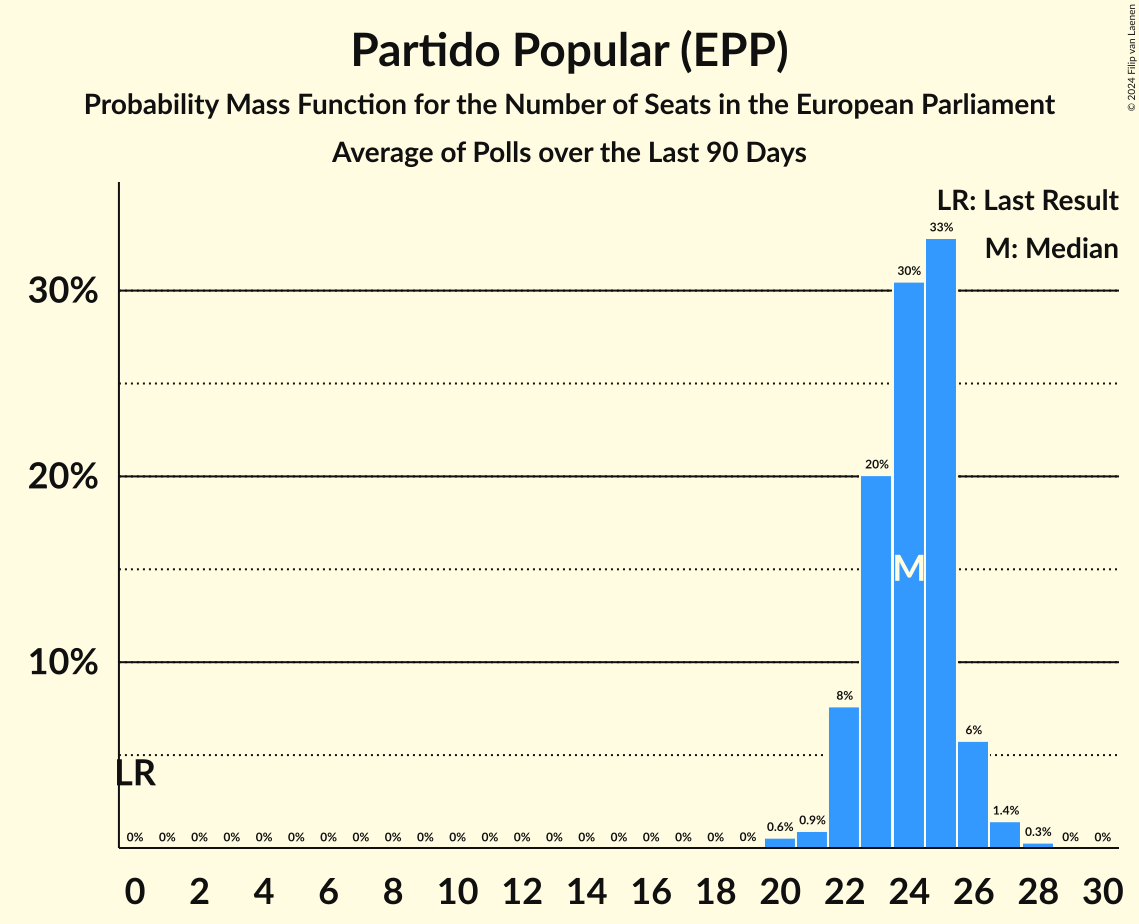 Partido Popular (EPP)
Probability Mass Function for the Number of Seats in the European Parliament
Average of Polls over the Last 90 Days
© 2024 Filip van Laenen
LR: Last Result
M: Median
33%
30%
30%
20%
20%
M
10%
8%
6%
LR
0% 0% 0% 0% 0% 0% 0% 0% 0% 0% 0% 0% 0% 0% 0% 0% 0% 0% 0% 0% 0.6% 0.9% 1.4% 0.3% 0% 0%
0 2 4 6 8 10 12 14 16 18 20 22 24 26 28 30